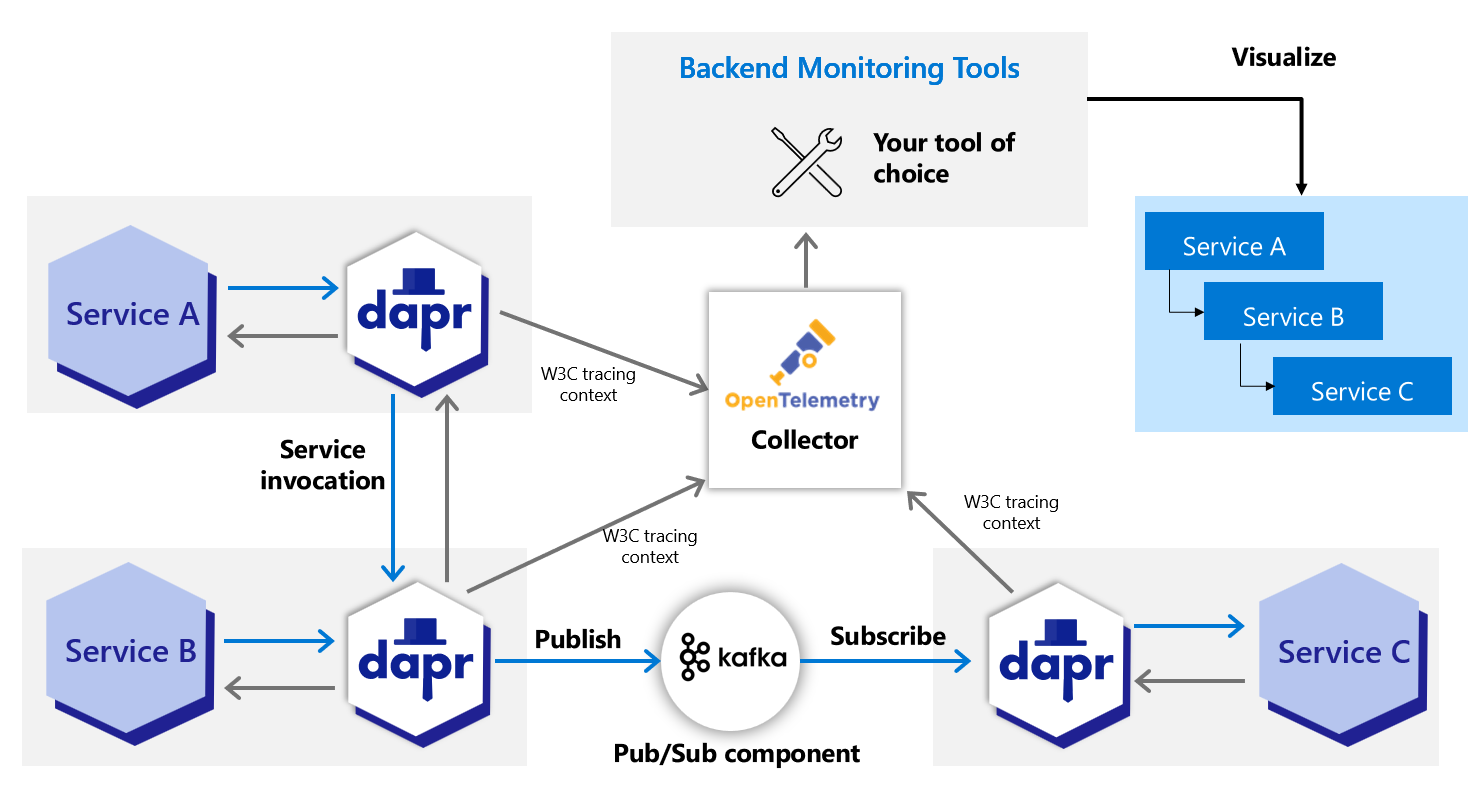 Backend Monitoring Tools
Your tool of
choice
Visualize
Service A
dapr
Service A
Service B
Service C
W3C tracing
context
OpenTelemetry
Collector
Service
invocation
W3C tracing
context
W3C tracing
context
Service B
dapr
Publish
kafka
Subscribe
dapr
Service C
Pub/Sub component